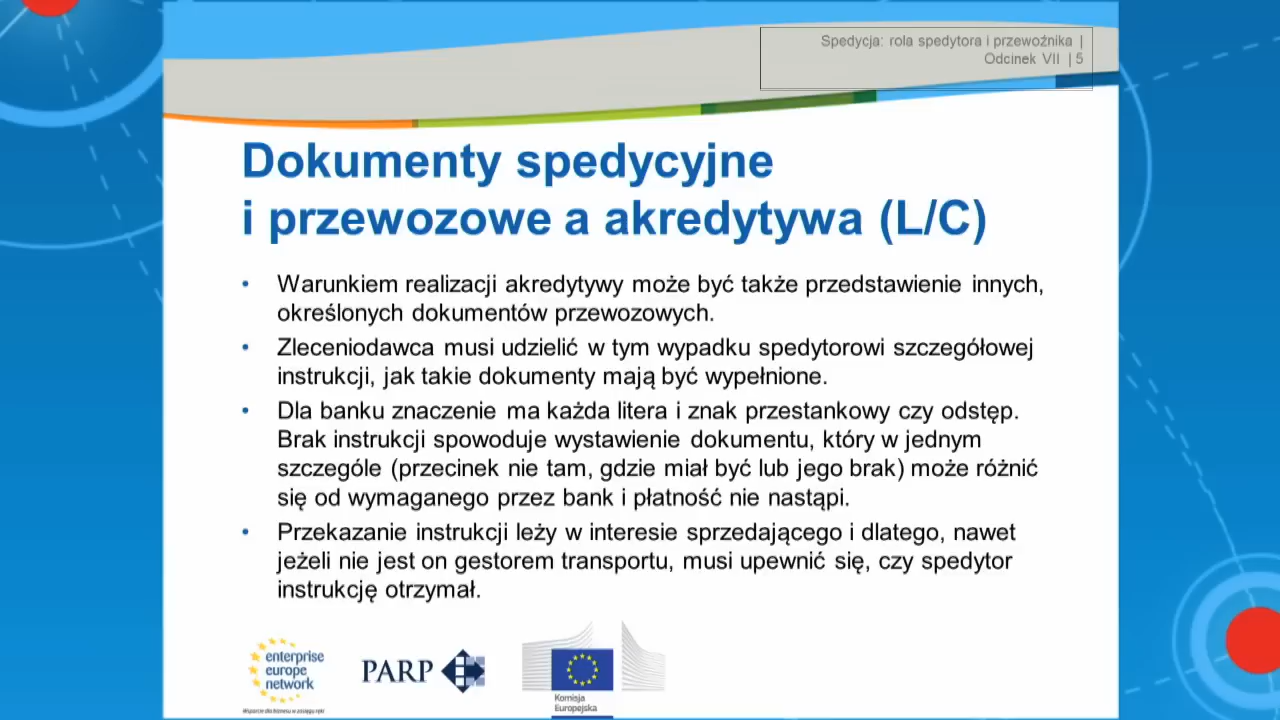 Spedycja: rola spedytora i przewoźnika |
Odcinek VII | 5
Dokumenty spedycyjne
i przewozowe a akredytywa (L/C)
• Warunkiem realizacji akredytywy może być także przedstawienie innych,
określonych dokumentów przewozowych.
• Zleceniodawca musi udzielić w tym wypadku spedytorowi szczegółowej
instrukcji, jak takie dokumenty mają być wypełnione.
• Dla banku znaczenie ma każda litera i znak przestankowy czy odstęp.
Brak instrukcji spowoduje wystawienie dokumentu, który w jednym
szczególe (przecinek nie tam, gdzie miał być lub jego brak) może różnić
się od wymaganego przez bank i płatność nie nastąpi.
• Przekazanie instrukcji leży w interesie sprzedającego i dlatego, nawet
jeżeli nie jest on gestorem transportu, musi upewnić się, czy spedytor
instrukcję otrzymał.
enterprise
europe
network
Wsparcie dla biznesu w zasięgu ręki
PARP
Komisja
Europejska